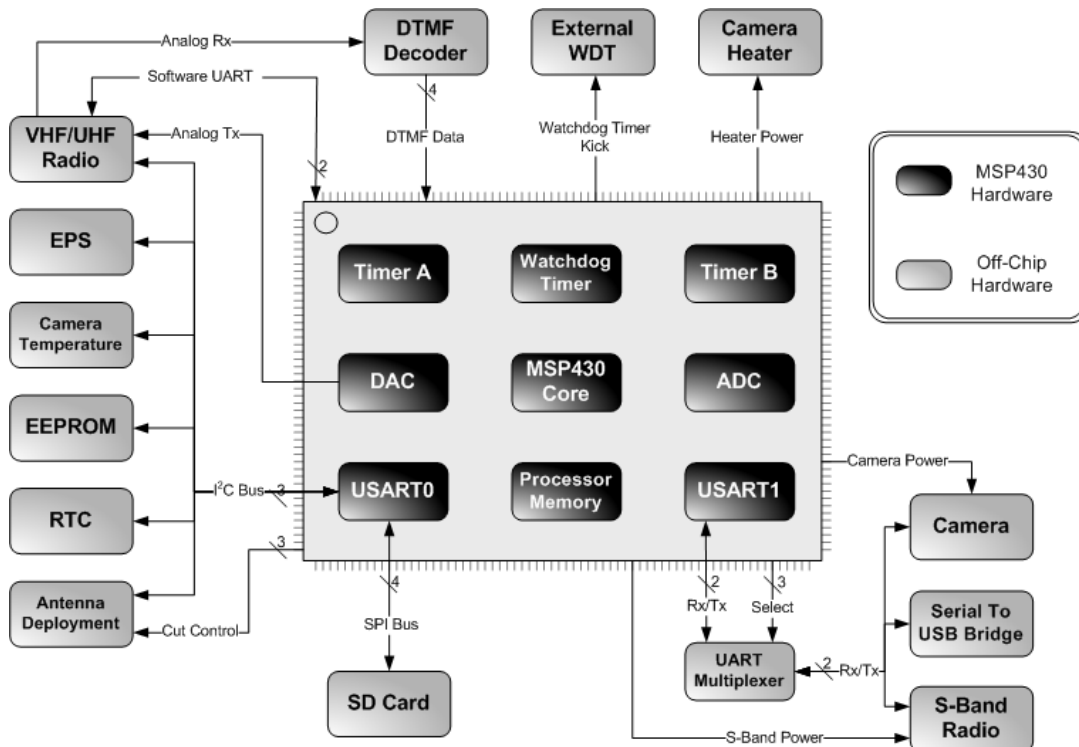 DTMF
Decoder
External
WDT
Camera
Heater
Analog Rx
Software UART
4
VHF/UHF
Radio
Analog Tx
DTMF Data
Watchdog Timer
Kick
Heater Power
2
MSP430
Hardware
Off-Chip
Hardware
EPS
Timer A
Watchdog
Timer
Timer B
Camera
Temperature
DAC
MSP430
Core
ADC
EEPROM
I²C Bus
3
USART0
Processor
Memory
USART1
Camera Power
RTC
Camera
3
Antenna
Deployment
Cut Control
4
SPI Bus
2
Rx/Tx
3
Select
Serial To
USB Bridge
UART
Multiplexer
2
Rx/Tx
SD Card
S-Band
Radio
S-Band Power